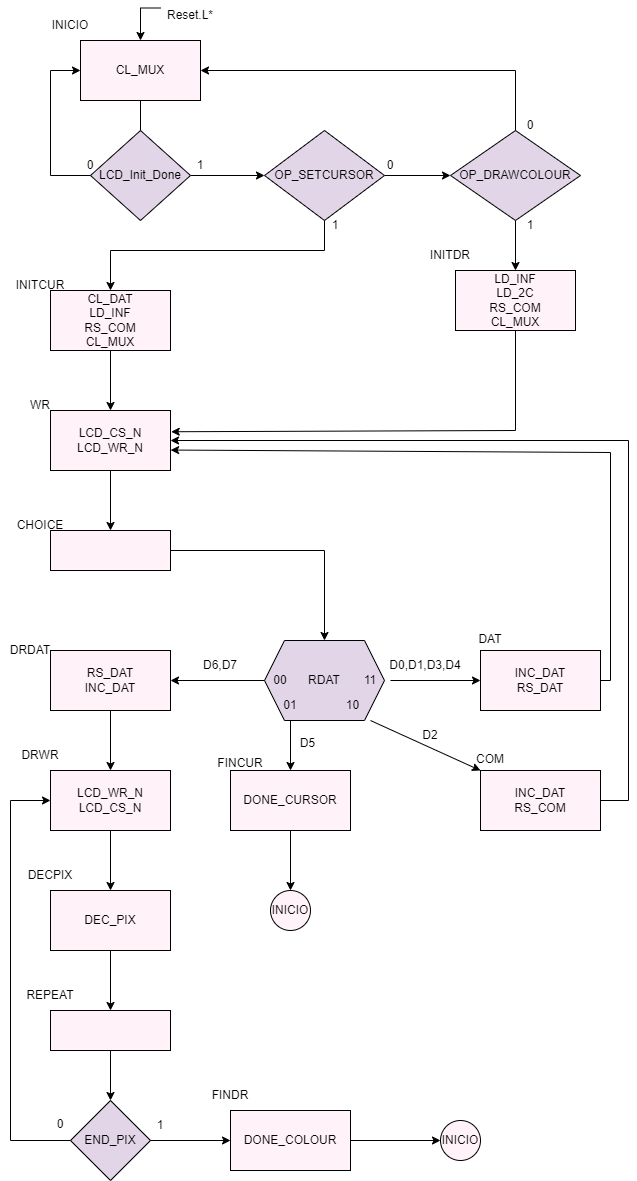 Reset.L*
INICIO
CL_MUX
0
LCD_Init_Done
1
OP_SETCURSOR
0
OP_DRAWCOLOUR
0
1
1
INITCUR
CL_DAT
LD_INF
RS_COM
CL_MUX
INITDR
LD_INF
LD_2C
RS_COM
CL_MUX
WR
LCD_CS_N
LCD_WR_N
CHOICE
DRDAT
RS_DAT
INC_DAT
D6,D7
00
RDAT
11
01
10
D0,D1,D3,D4
DAT
INC_DAT
RS_DAT
D5
D2
COM
INC_DAT
RS_COM
FINCUR
DONE_CURSOR
INICIO
DRWR
LCD_WR_N
LCD_CS_N
DECPIX
DEC_PIX
REPEAT
0
END_PIX
1
FINDR
DONE_COLOUR
INICIO